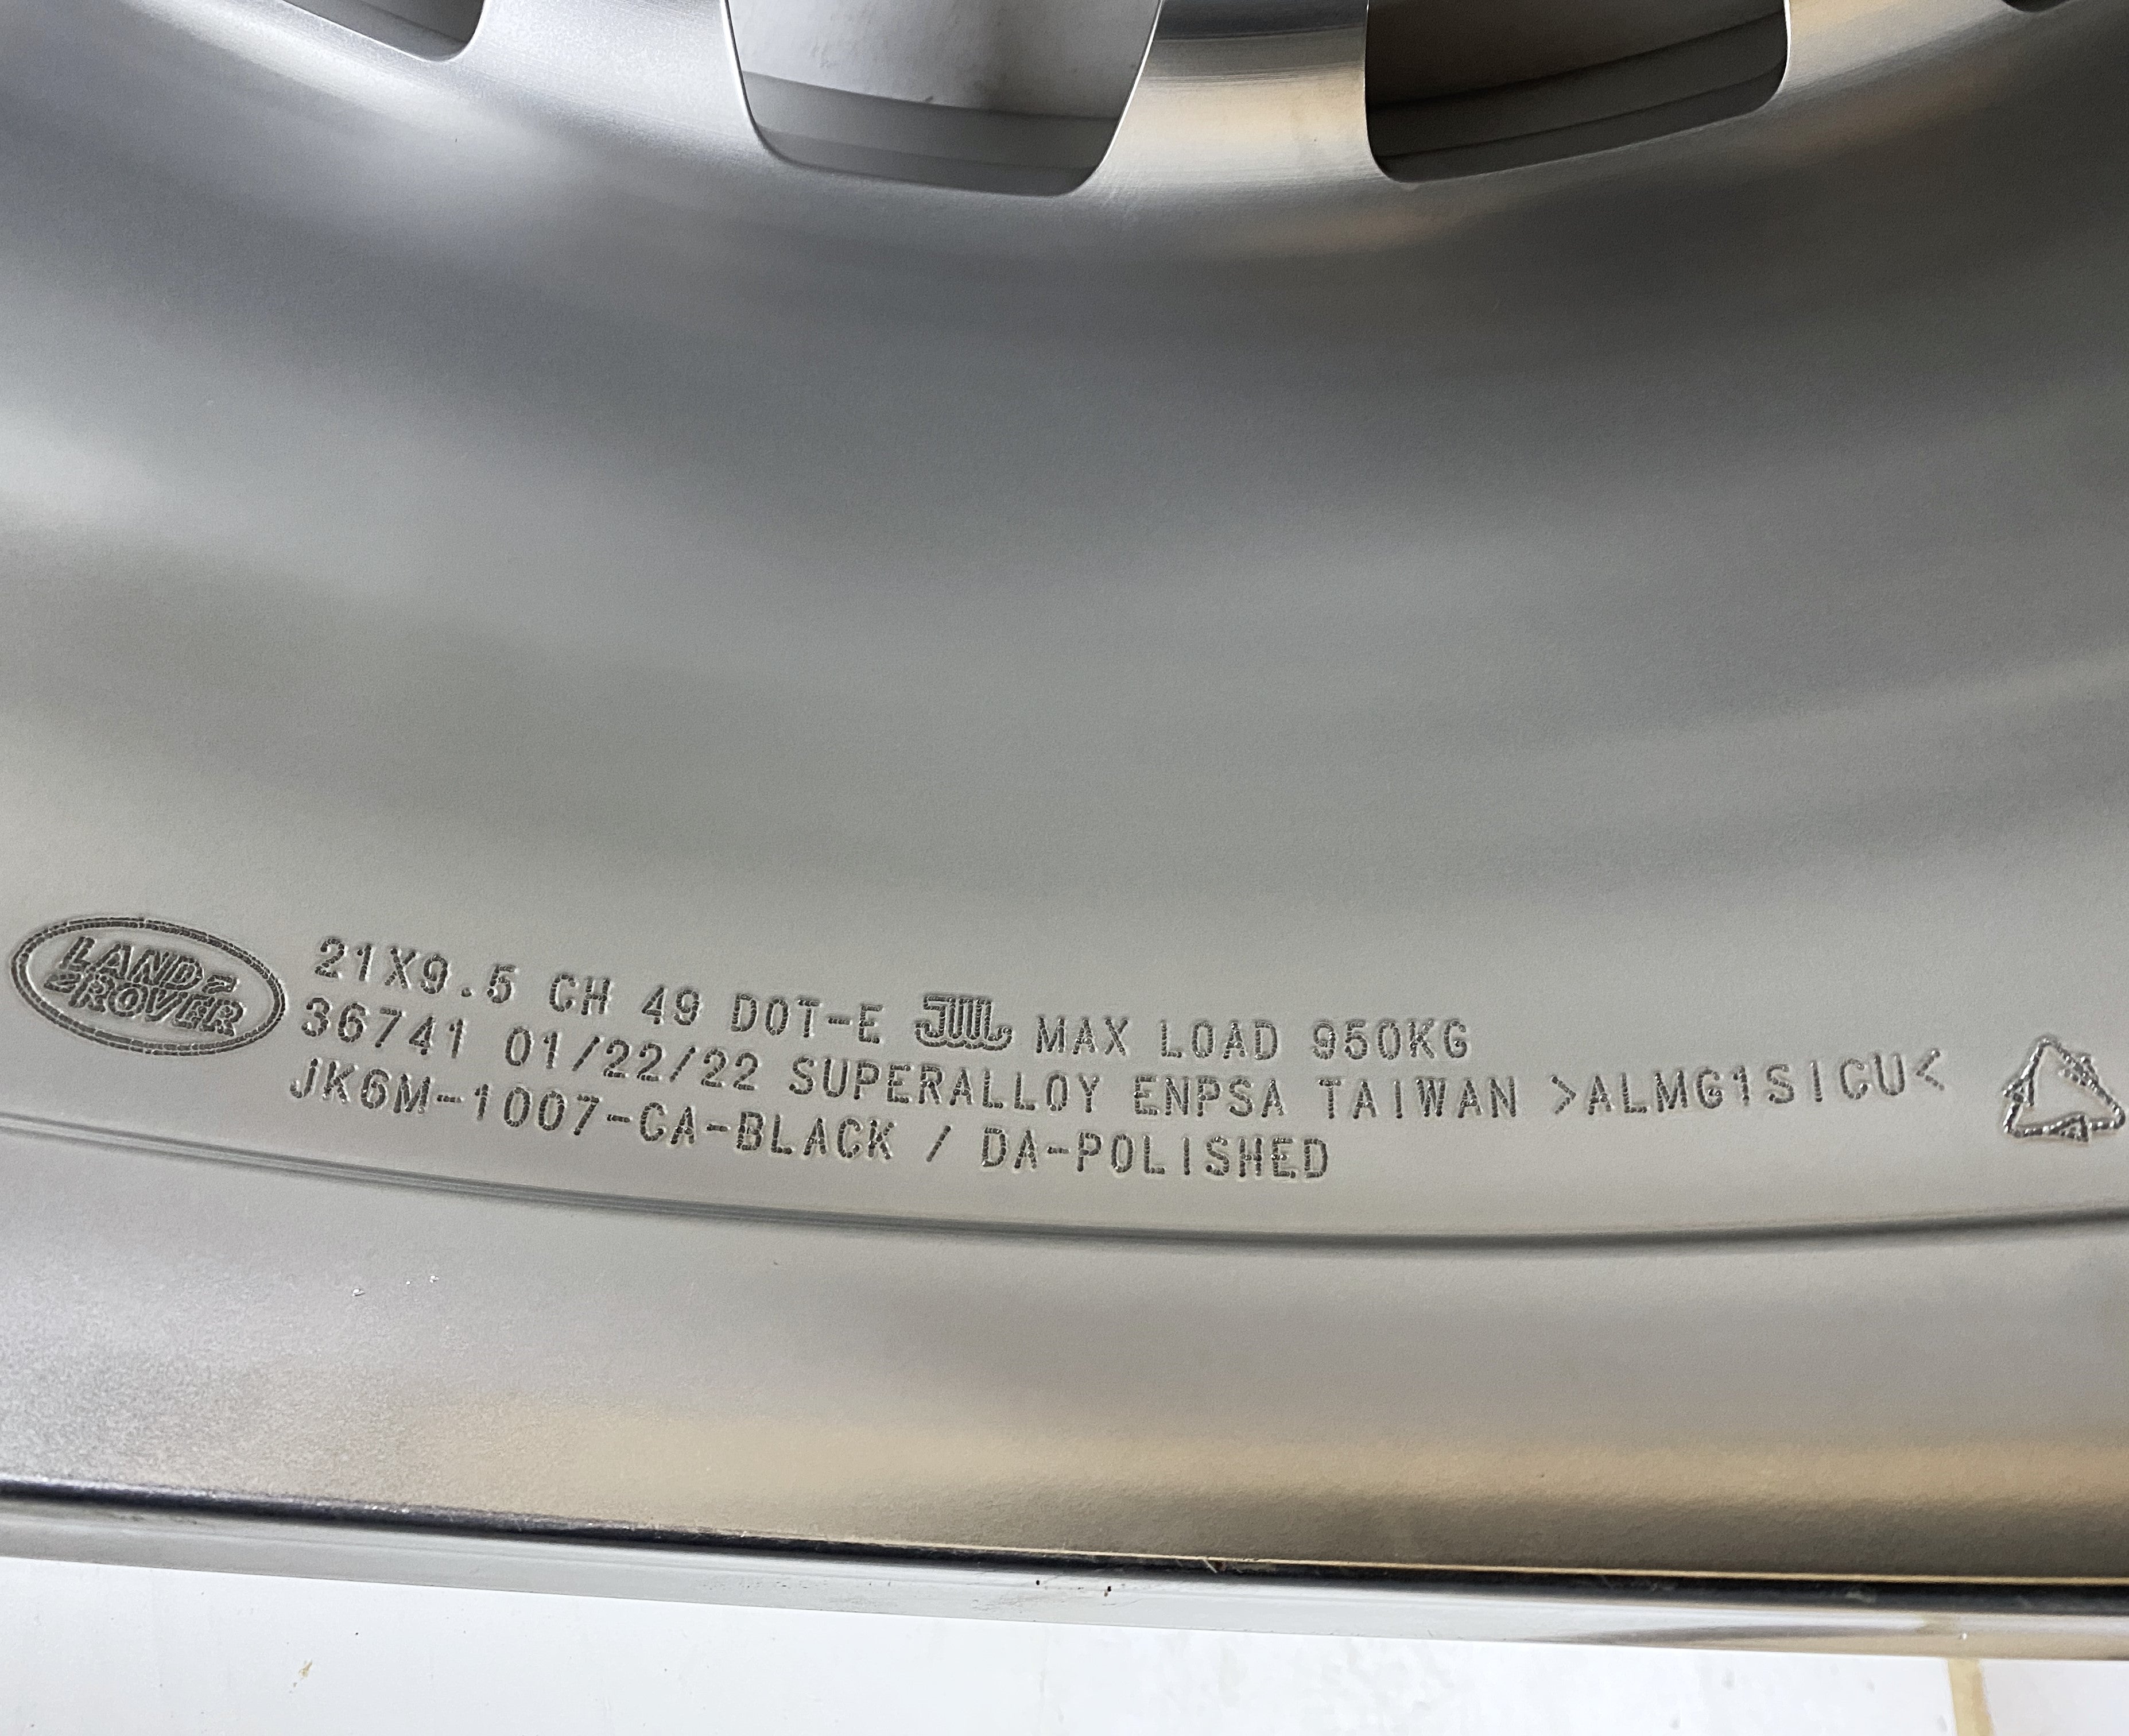 LAND ROVER
21X9.5 CH 49 DOT-E JWL MAX LOAD 950KG
36741 01/22/22 SUPERALLOY ENPSA TAIWAN >ALMG1SICU<
JK6M-1007-CA-BLACK / DA-POLISHED